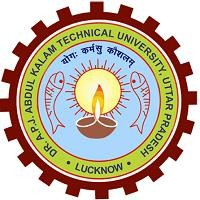 DR. A.P.J. ABDUL KALAM TECHNICAL UNIVERSITY, UTTAR PRADESH
योगः कर्मसु कौशलम्
LUCKNOW